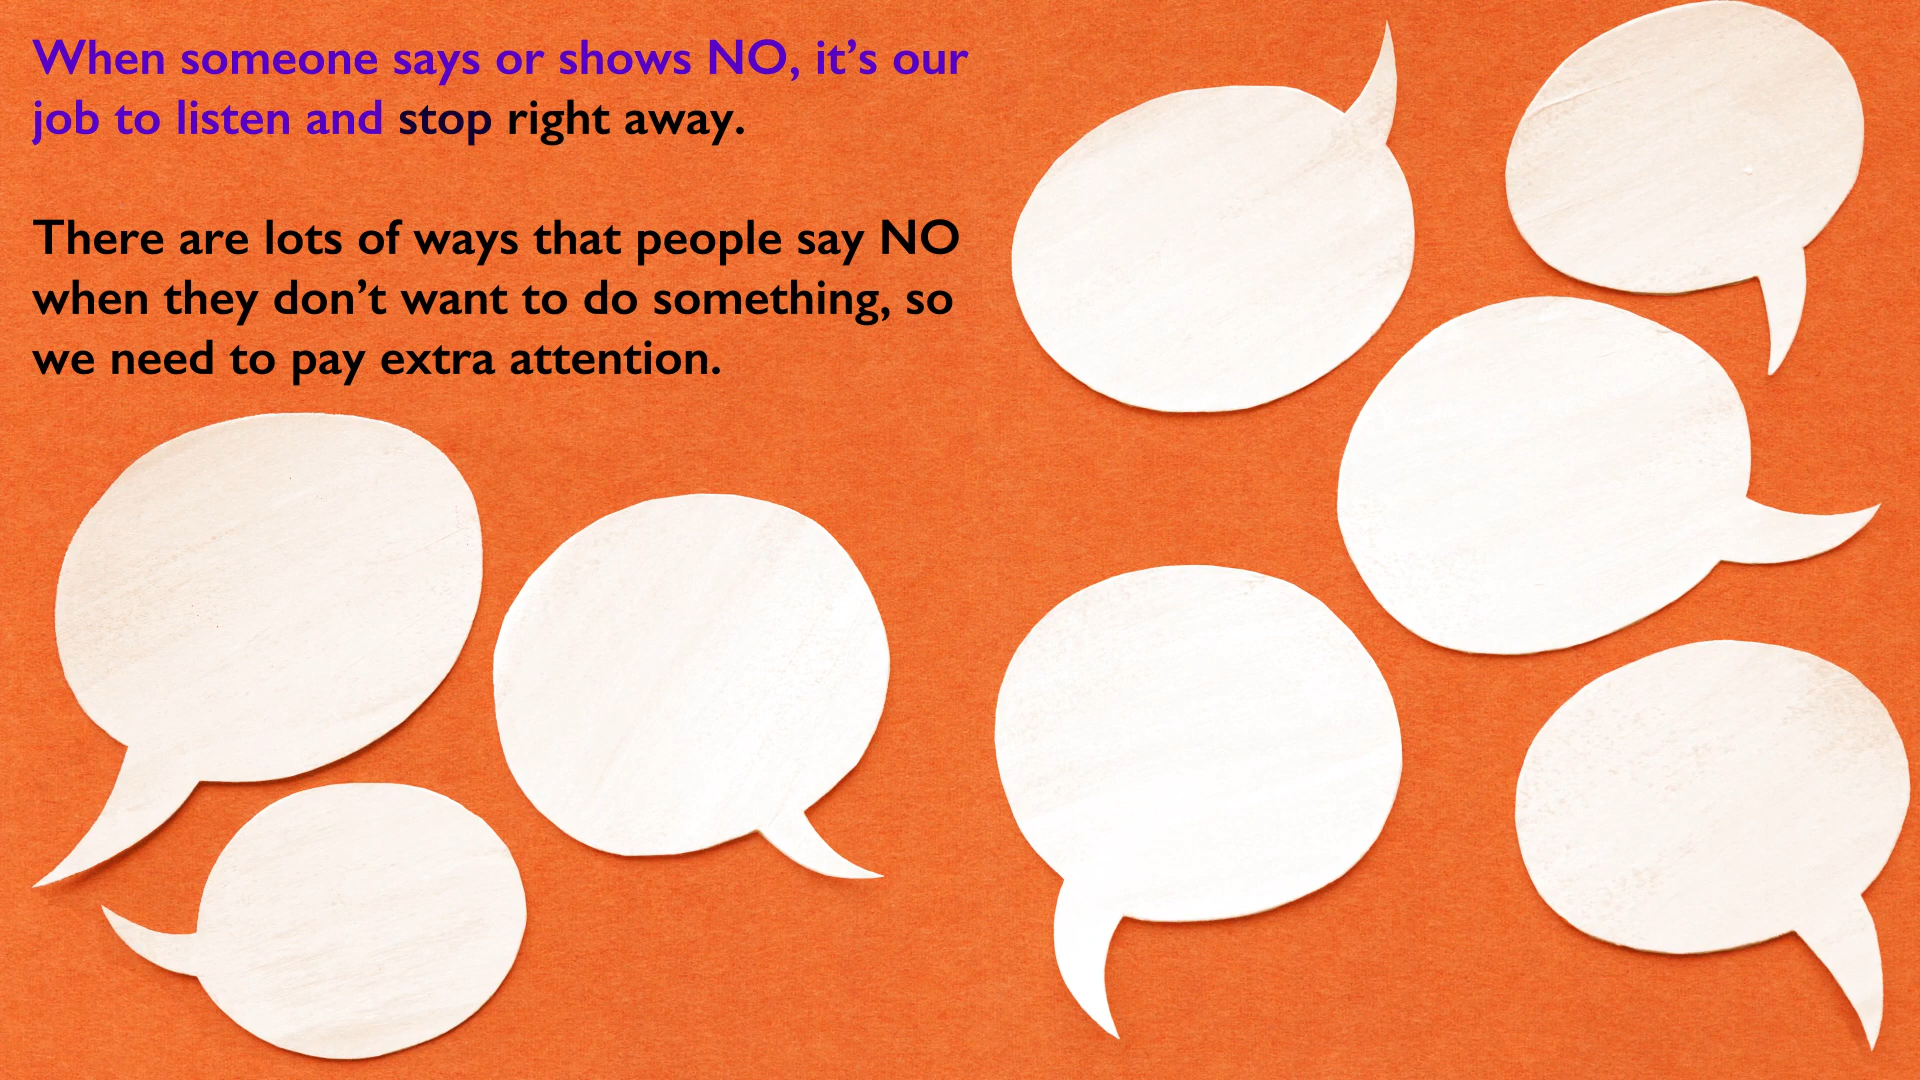 When someone says or shows NO, it’s our
job to listen and stop right away.
There are lots of ways that people say NO
when they don’t want to do something, so
we need to pay extra attention.